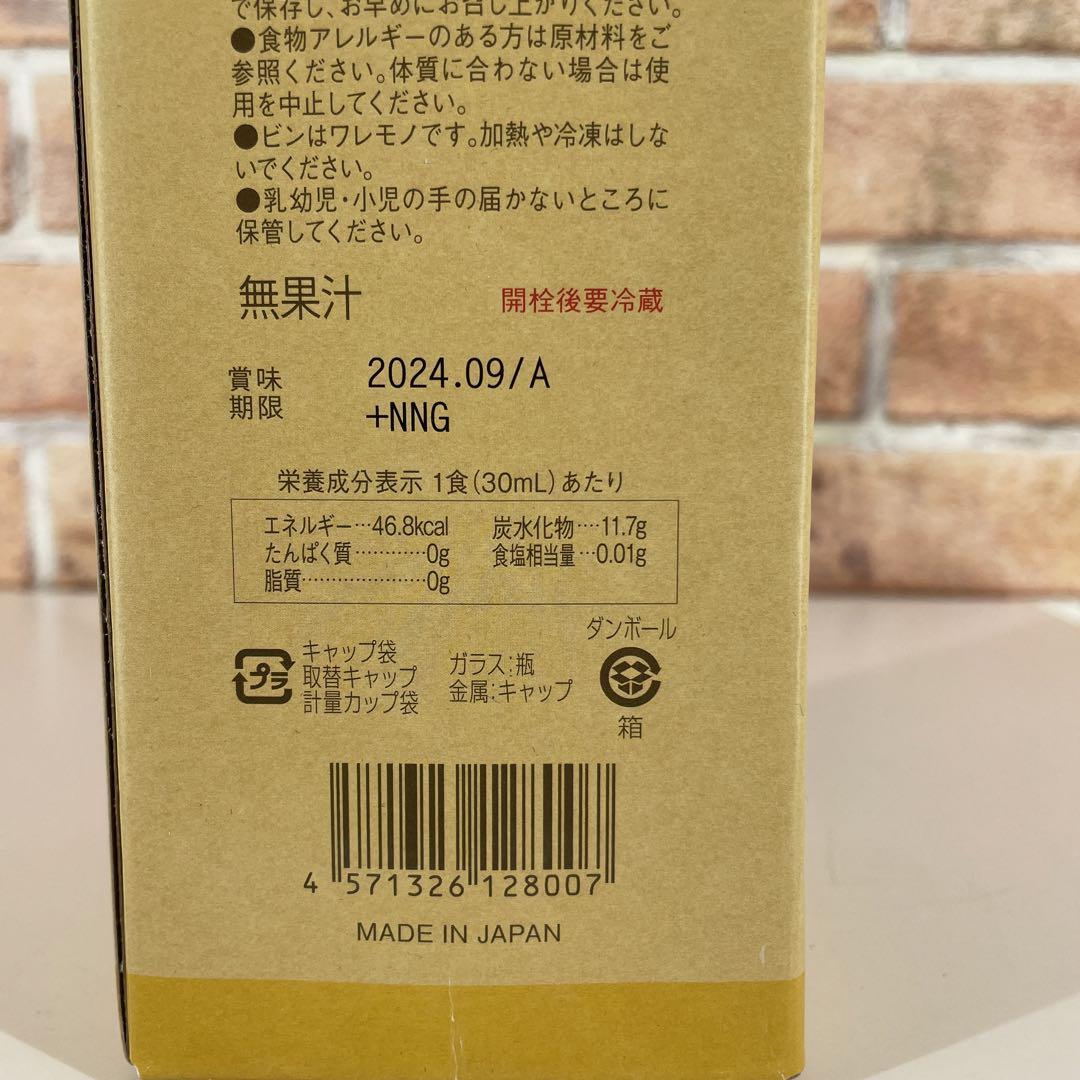 で保存し、お早めにお召し上がりください。
●食物アレルギーのある方は原材料をご
参照ください。体質に合わない場合は使
用を中止してください。
●ビンはワレモノです。加熱や冷凍はしな
いでください。
●乳幼児・小児の手の届かないところに
保管してください。
無果汁 開栓後要冷蔵
賞味期限 2024.09/A
+NNG
栄養成分表示 1食(30mL)あたり
エネルギー…46.8kcal 炭水化物…11.7g
たんぱく質…………0g 食塩相当量…0.01g
脂質…………………0g
ダンボール
プラ
キャップ袋
取替キャップ
計量カップ袋
ガラス:瓶
金属:キャップ
箱
4 571326 128007
MADE IN JAPAN